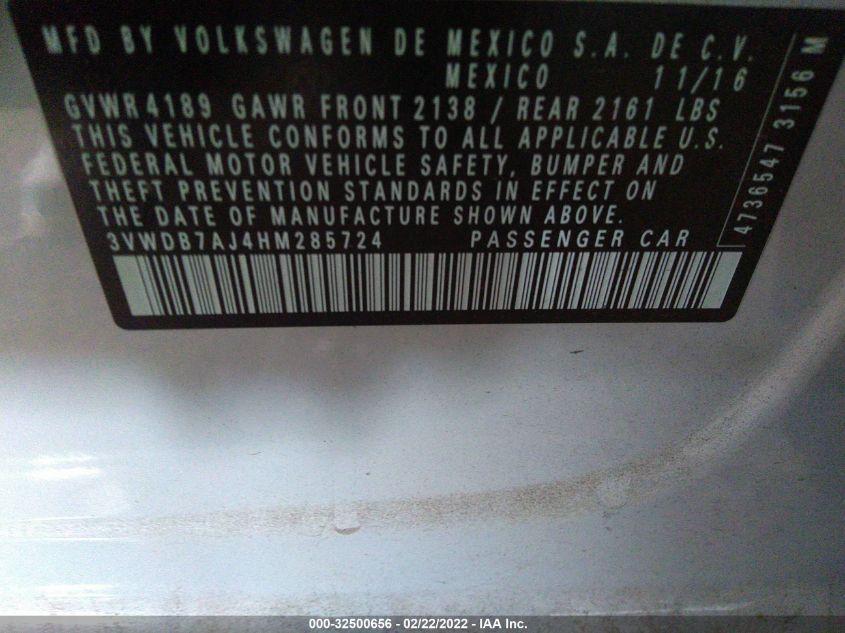 MFD BY VOLKSWAGEN DE MEXICO S.A. DE C.V.
MEXICO 11/16
GVWR 4189 GAWR FRONT 2138 / REAR 2161 LBS
THIS VEHICLE CONFORMS TO ALL APPLICABLE U.S.
FEDERAL MOTOR VEHICLE SAFETY, BUMPER AND
THEFT PREVENTION STANDARDS IN EFFECT ON
THE DATE OF MANUFACTURE SHOWN ABOVE.
3VWDB7AJ4HM285724 PASSENGER CAR
4736547 3156 M
000-32500656 - 02/22/2022 - IAA Inc.